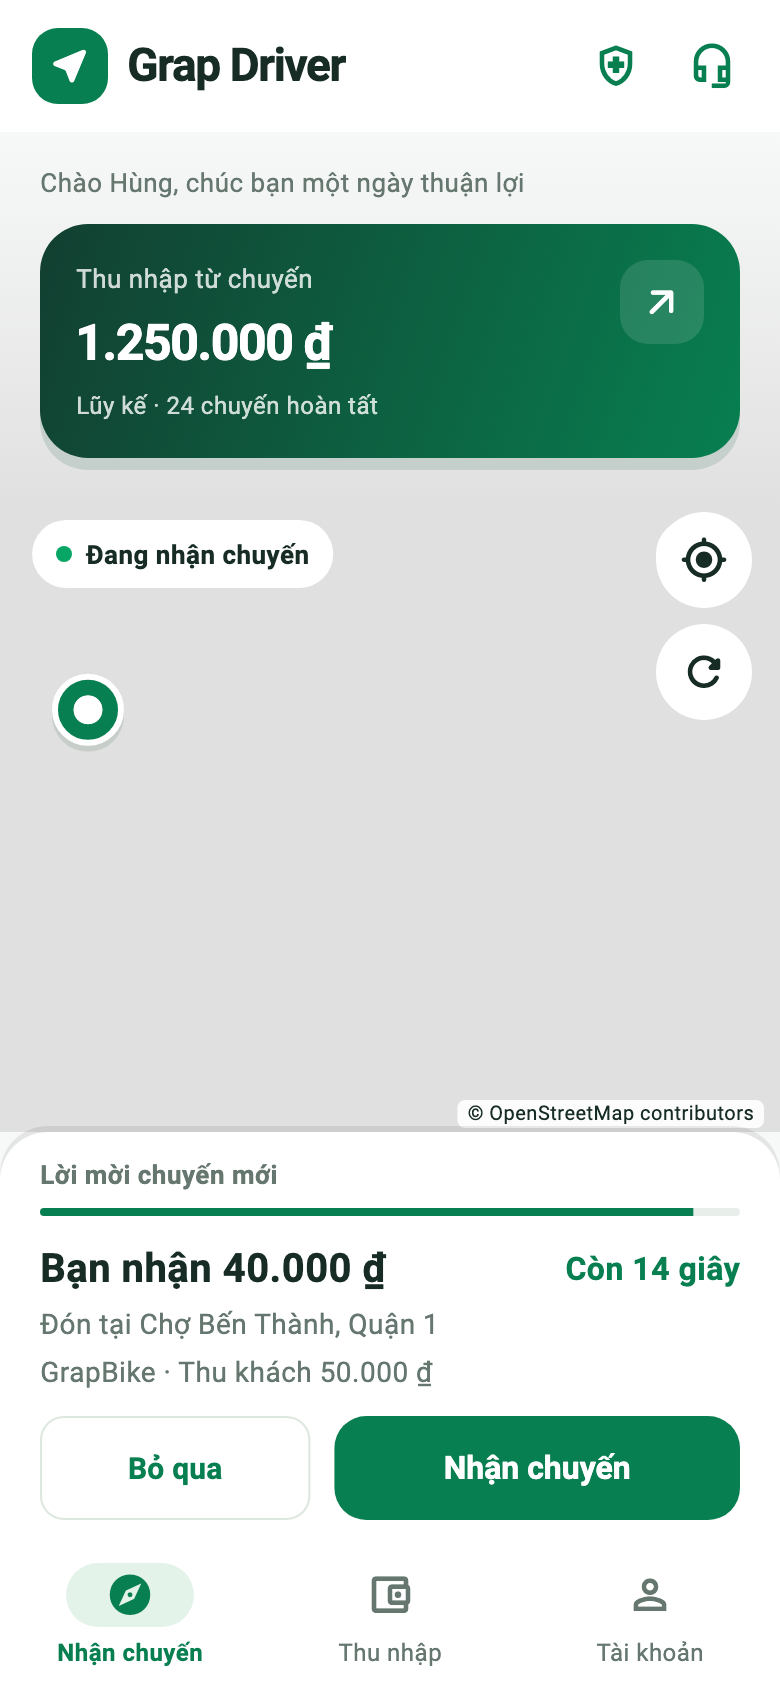 Grap Driver
Chào Hùng, chúc bạn một ngày thuận lợi
Thu nhập từ chuyến
1.250.000 ₫
Lũy kế · 24 chuyến hoàn tất
Đang nhận chuyến
© OpenStreetMap contributors
Lời mời chuyến mới
Bạn nhận 40.000 ₫
Còn 14 giây
Đón tại Chợ Bến Thành, Quận 1
GrapBike · Thu khách 50.000 ₫
Bỏ qua
Nhận chuyến
Nhận chuyến
Thu nhập
Tài khoản